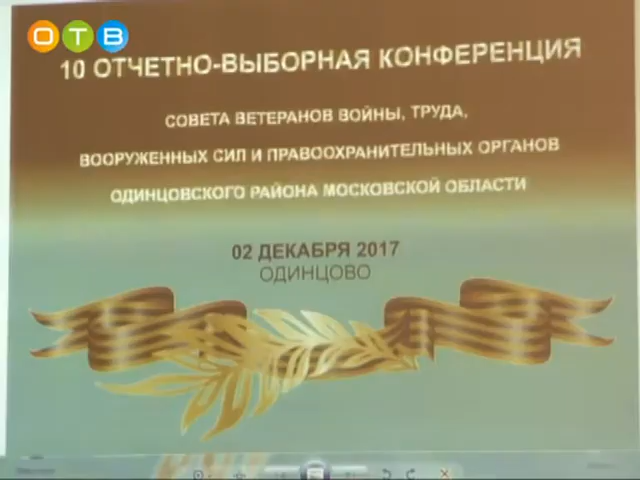 ОТВ
10 ОТЧЕТНО-ВЫБОРНАЯ КОНФЕРЕНЦИЯ
СОВЕТА ВЕТЕРАНОВ ВОЙНЫ, ТРУДА,
ВООРУЖЕННЫХ СИЛ И ПРАВООХРАНИТЕЛЬНЫХ ОРГАНОВ
ОДИНЦОВСКОГО РАЙОНА МОСКОВСКОЙ ОБЛАСТИ
02 ДЕКАБРЯ 2017
ОДИНЦОВО